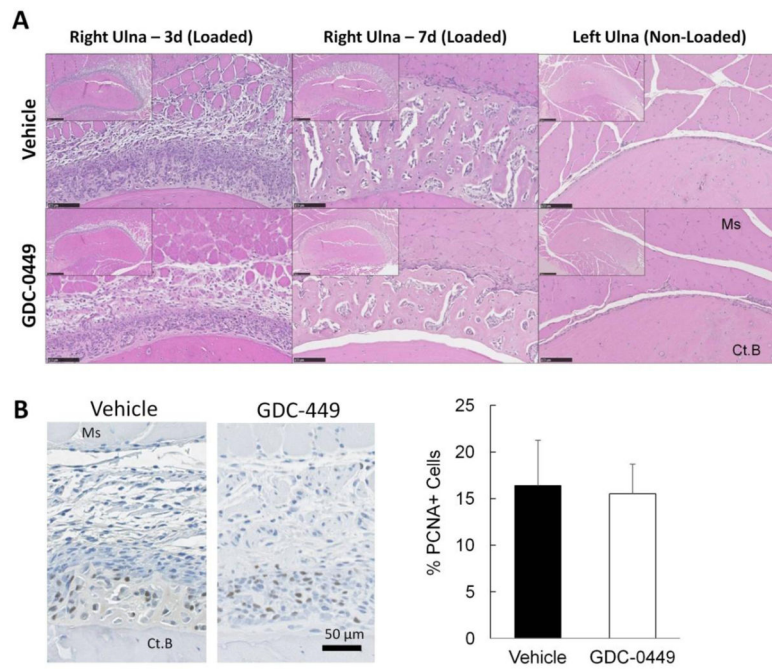 A
Right Ulna – 3d (Loaded)
Right Ulna – 7d (Loaded)
Left Ulna (Non-Loaded)
Vehicle
GDC-0449
Ms
Ct.B
B
Vehicle
GDC-449
Ms
Ct.B
50 µm
% PCNA+ Cells
25
20
15
10
5
0
Vehicle
GDC-0449